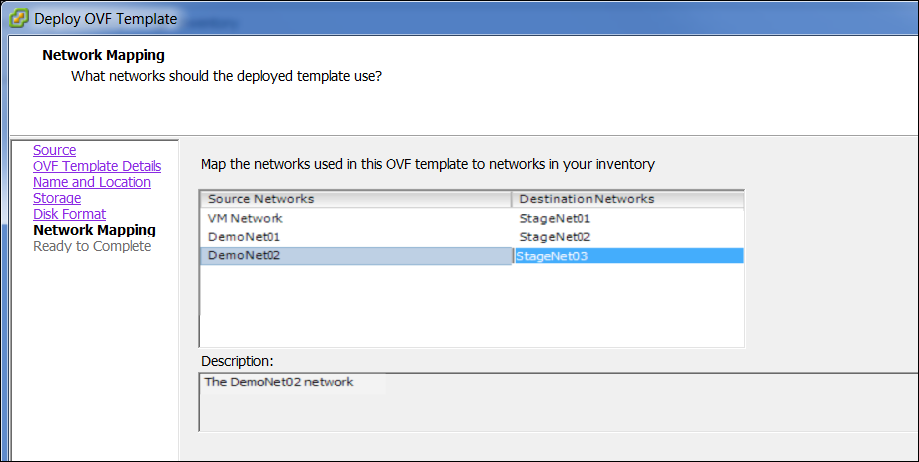 Deploy OVF Template
Network Mapping
What networks should the deployed template use?
Source
OVF Template Details
Name and Location
Storage
Disk Format
Network Mapping
Ready to Complete
Map the networks used in this OVF template to networks in your inventory
Source Networks DestinationNetworks
VM Network StageNet01
DemoNet01 StageNet02
DemoNet02 StageNet03
Description:
The DemoNet02 network